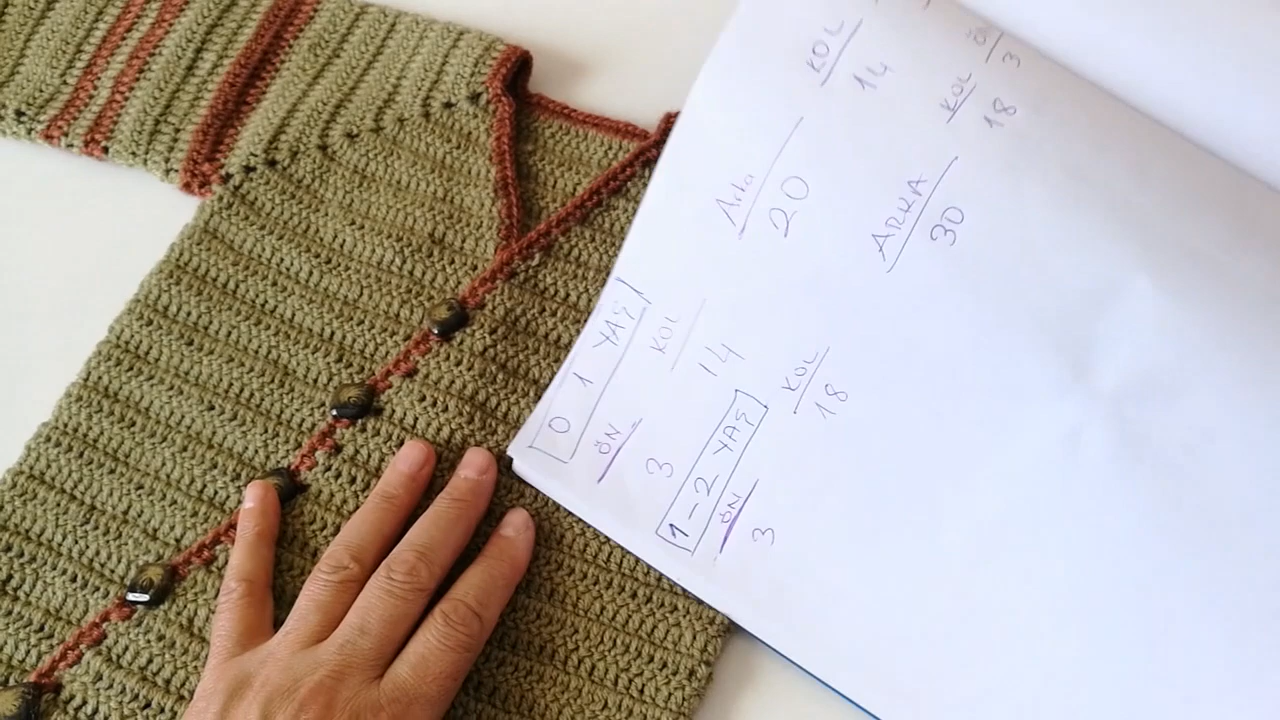 0 1 YAŞ
ÖN KOL Arka KOL
3 14 20 14
1-2 YAŞ
ÖN KOL ARKA KOL Ö
3 18 30 18 3